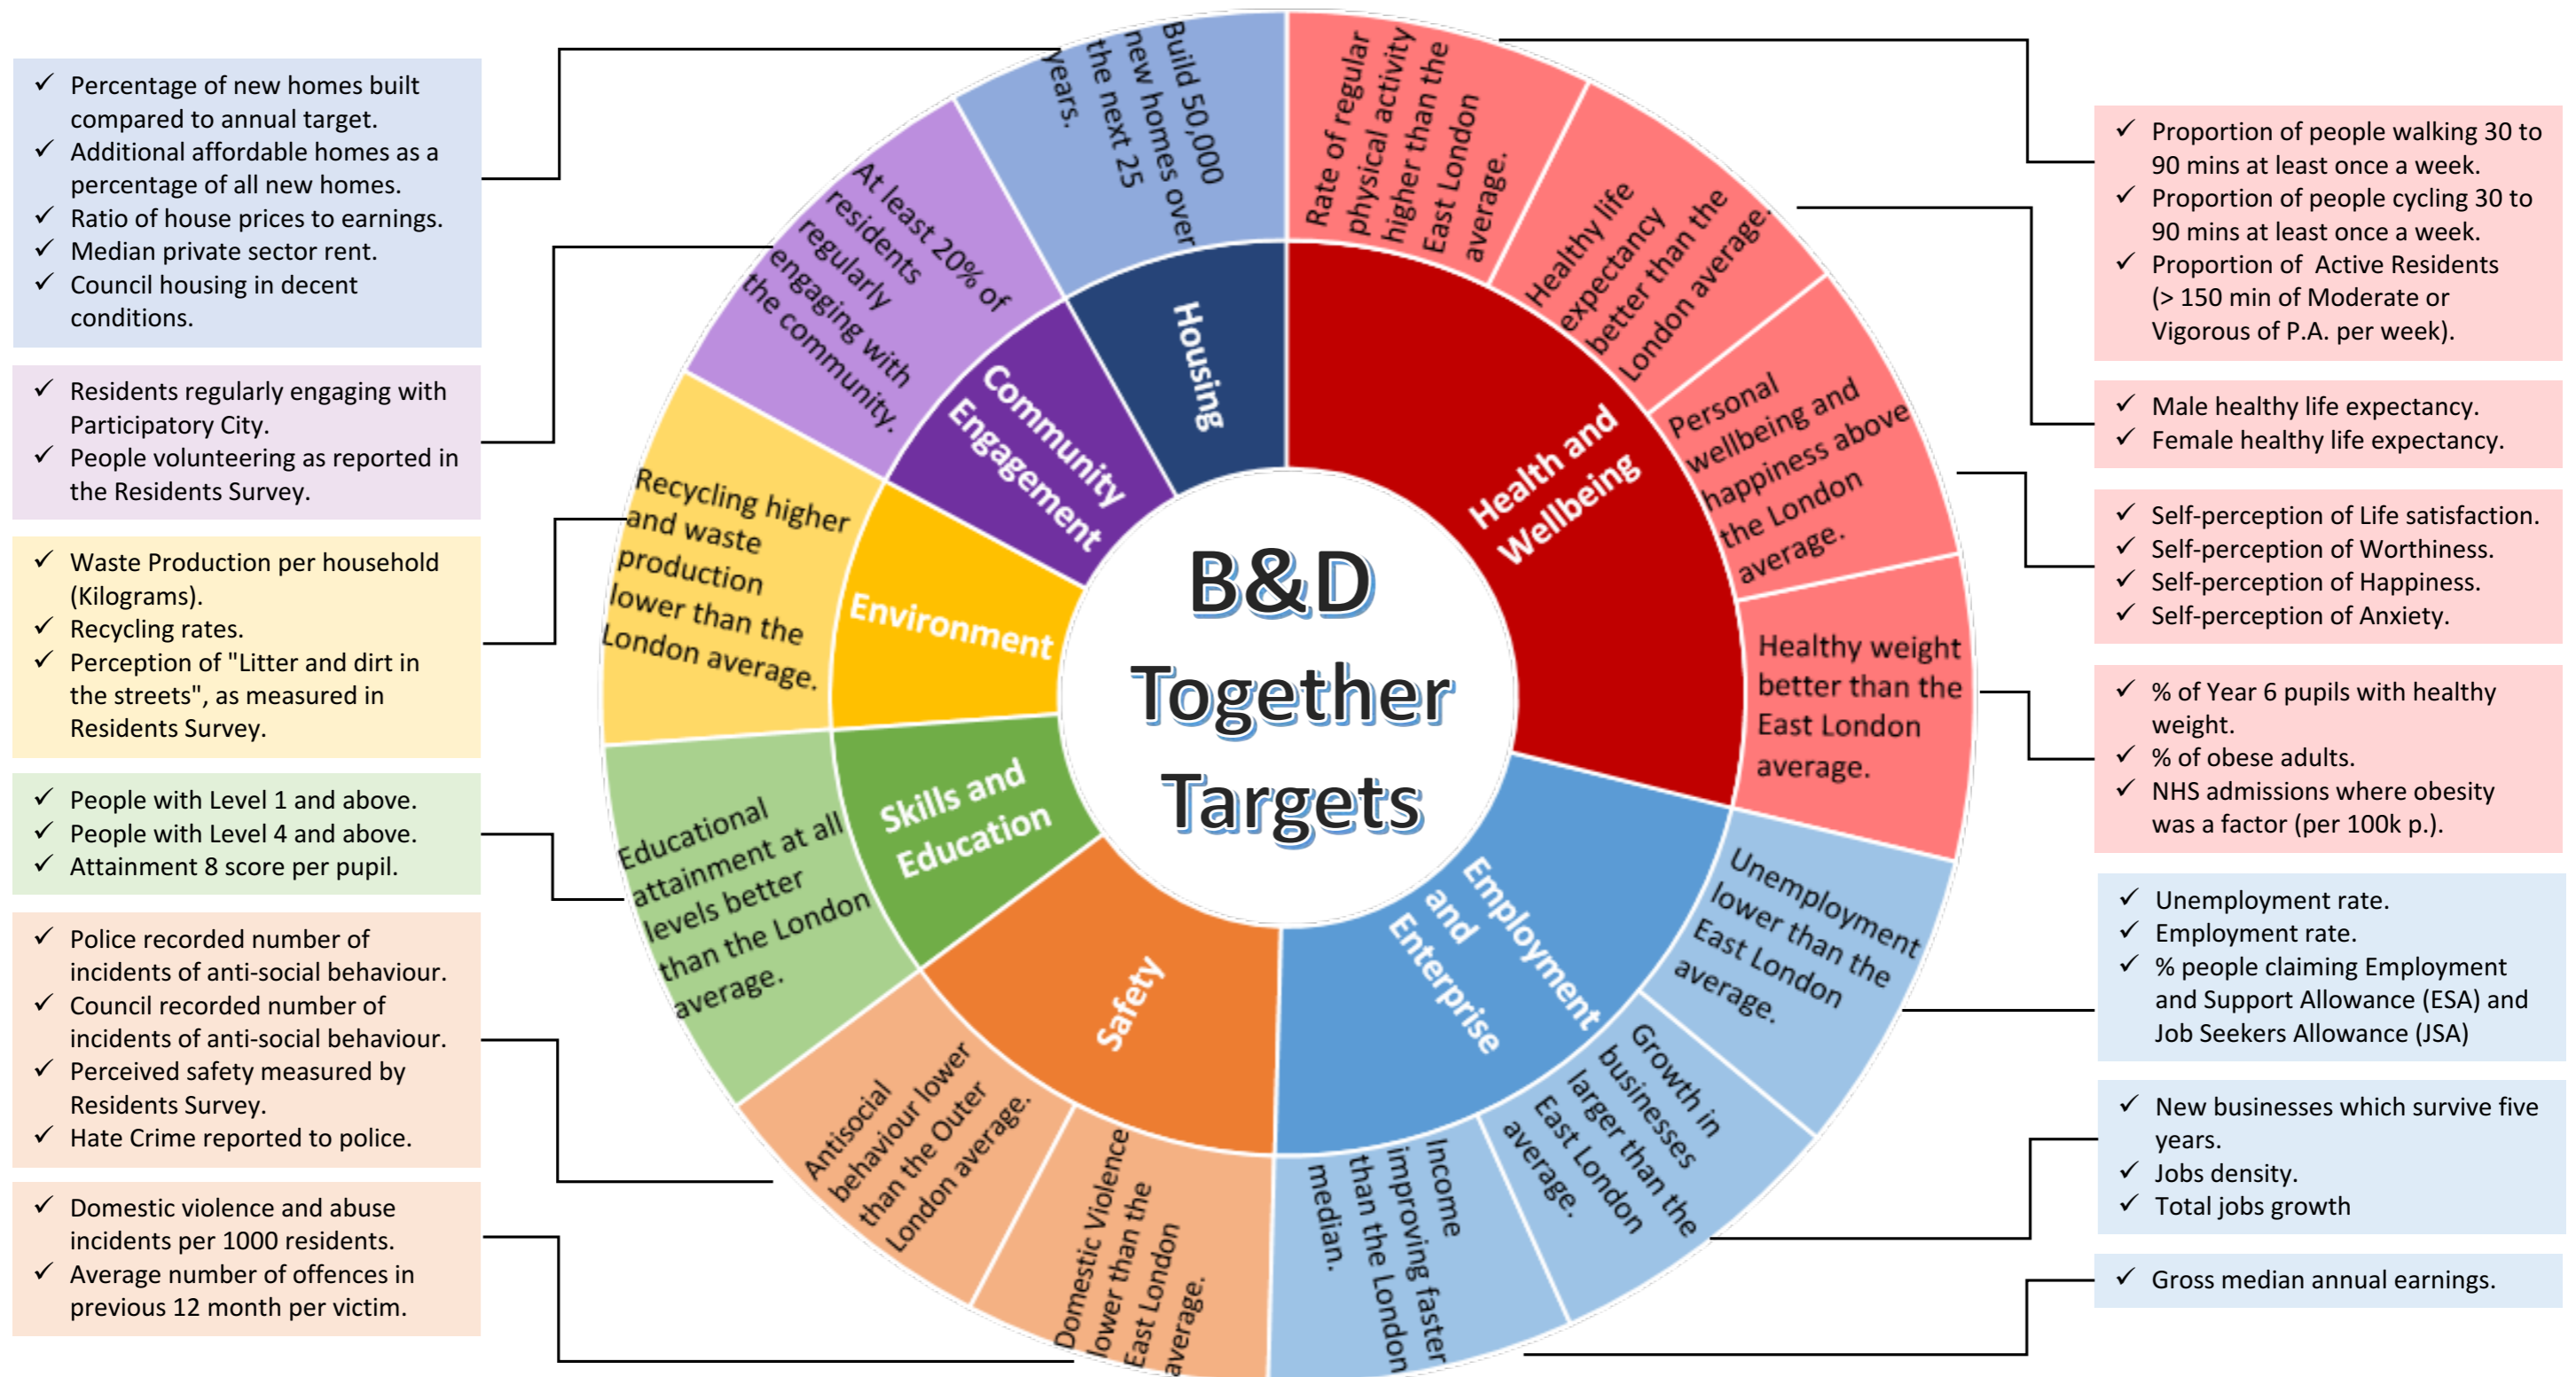 B&D
Together
Targets
Housing
Build 50,000
new homes over
the next 25
years.
✓ Percentage of new homes built
compared to annual target.
✓ Additional affordable homes as a
percentage of all new homes.
✓ Ratio of house prices to earnings.
✓ Median private sector rent.
✓ Council housing in decent
conditions.
Community
Engagement
At least 20% of
residents
regularly
engaging with
the community.
✓ Residents regularly engaging with
Participatory City.
✓ People volunteering as reported in
the Residents Survey.
Environment
Recycling higher
and waste
production
lower than the
London average.
✓ Waste Production per household
(Kilograms).
✓ Recycling rates.
✓ Perception of "Litter and dirt in
the streets", as measured in
Residents Survey.
Skills and
Education
Educational
attainment at all
levels better
than the London
average.
✓ People with Level 1 and above.
✓ People with Level 4 and above.
✓ Attainment 8 score per pupil.
Safety
Antisocial
behaviour lower
than the Outer
London average.
✓ Police recorded number of
incidents of anti-social behaviour.
✓ Council recorded number of
incidents of anti-social behaviour.
✓ Perceived safety measured by
Residents Survey.
✓ Hate Crime reported to police.
Domestic Violence
lower than the
East London
average.
✓ Domestic violence and abuse
incidents per 1000 residents.
✓ Average number of offences in
previous 12 month per victim.
Health and
Wellbeing
Rate of regular
physical activity
higher than the
East London
average.
✓ Proportion of people walking 30 to
90 mins at least once a week.
✓ Proportion of people cycling 30 to
90 mins at least once a week.
✓ Proportion of Active Residents
(> 150 min of Moderate or
Vigorous of P.A. per week).
Healthy life
expectancy
better than the
London average.
✓ Male healthy life expectancy.
✓ Female healthy life expectancy.
Personal
wellbeing and
happiness above
the London
average.
✓ Self-perception of Life satisfaction.
✓ Self-perception of Worthiness.
✓ Self-perception of Happiness.
✓ Self-perception of Anxiety.
Healthy weight
better than the
East London
average.
✓ % of Year 6 pupils with healthy
weight.
✓ % of obese adults.
✓ NHS admissions where obesity
was a factor (per 100k p.).
Employment
and
Enterprise
Unemployment
lower than the
East London
average.
✓ Unemployment rate.
✓ Employment rate.
✓ % people claiming Employment
and Support Allowance (ESA) and
Job Seekers Allowance (JSA)
Growth in
businesses
larger than the
East London
average.
✓ New businesses which survive five
years.
✓ Jobs density.
✓ Total jobs growth
Income
improving faster
than the London
median.
✓ Gross median annual earnings.